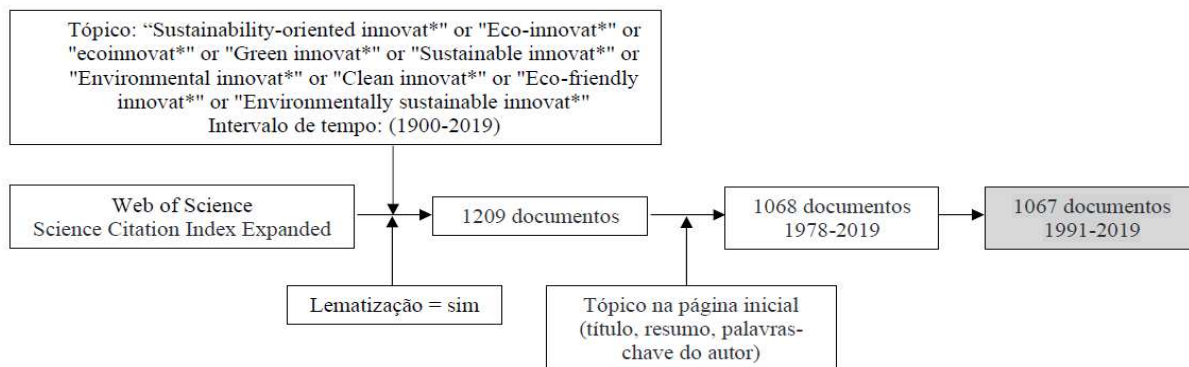 Tópico: “Sustainability-oriented innovat*" or "Eco-innovat*" or
"ecoinnovat*" or "Green innovat*" or "Sustainable innovat*" or
"Environmental innovat*" or "Clean innovat*" or "Eco-friendly
innovat*" or "Environmentally sustainable innovat*"
Intervalo de tempo: (1900-2019)
Web of Science
Science Citation Index Expanded
1209 documentos
1068 documentos
1978-2019
1067 documentos
1991-2019
Lematização = sim
Tópico na página inicial
(título, resumo, palavras-
chave do autor)